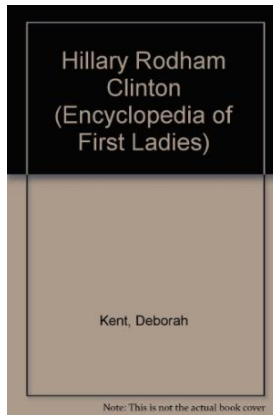 Hillary Rodham
Clinton
(Encyclopedia of
First Ladies)
Kent, Deborah
Note: This is not the actual book cover